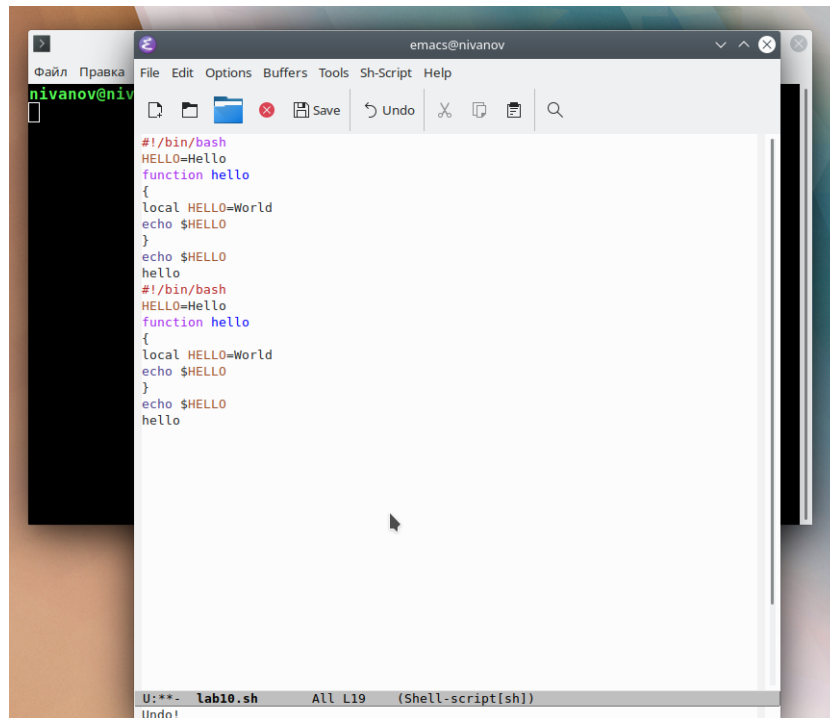 emacs@nivanov
Файл Правка
File Edit Options Buffers Tools Sh-Script Help
nivanov@niv
Save Undo
#!/bin/bash
HELLO=Hello
function hello
{
local HELLO=World
echo $HELLO
}
echo $HELLO
hello
#!/bin/bash
HELLO=Hello
function hello
{
local HELLO=World
echo $HELLO
}
echo $HELLO
hello
U:**- lab10.sh All L19 (Shell-script[sh])
Undo!